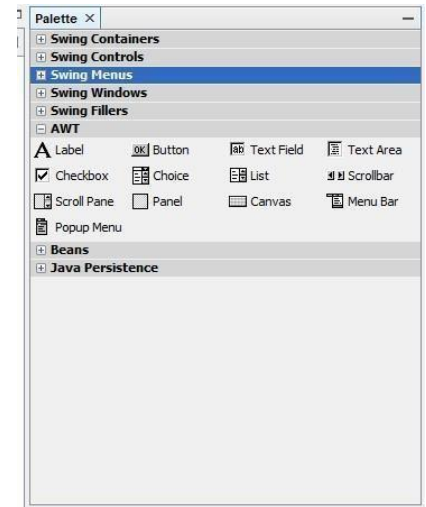 Palette ×
Swing Containers
Swing Controls
Swing Menus
Swing Windows
Swing Fillers
AWT
Label OK Button ab Text Field Text Area
Checkbox Choice List Scrollbar
Scroll Pane Panel Canvas Menu Bar
Popup Menu
Beans
Java Persistence